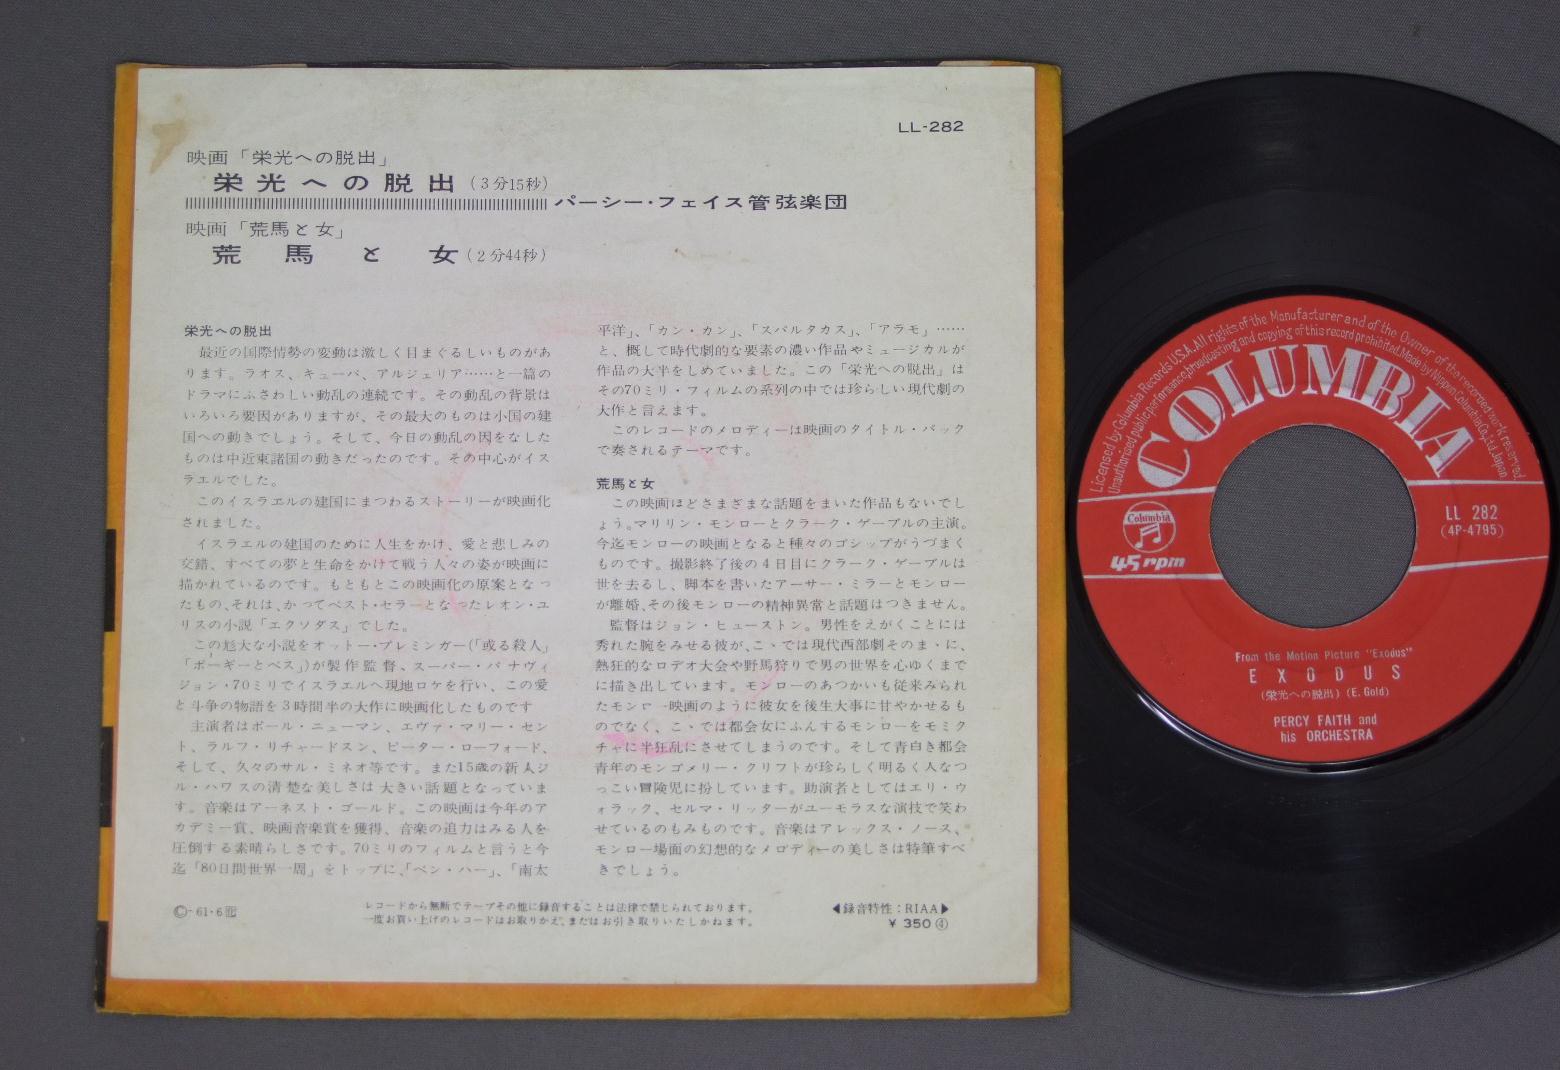 LL-282
映画「栄光への脱出」
栄光への脱出(3分15秒)
パーシー・フェイス管弦楽団
映画「荒馬と女」
荒馬と女(2分44秒)
栄光への脱出
最近の国際情勢の変動は激しく目まぐるしいものがあ
ります。ラオス、キューバ、アルジェリア……と一篇の
ドラマにふさわしい動乱の連続です。その動乱の背景は
いろいろ要因がありますが、その最大のものは小国の建
国への動きでしょう。そして、今日の動乱の因をなした
ものは中近東諸国の動きだったのです。その中心がイス
ラエルでした。
このイスラエルの建国にまつわるストーリーが映画化
されました。
イスラエルの建国のために人生をかけ、愛と悲しみの
交錯、すべての夢と生命をかけて戦う人々の姿が映画に
描かれているのです。もともとこの映画化の原案となっ
たもの、それは、かつてベスト・セラーとなったレオン・ユ
リスの小説「エクソダス」でした。
この尨大な小説をオットー・プレミンガー(「或る殺人」
「ポーギーとベス」)が製作監督、スーパー・パナヴィ
ジョン・70ミリでイスラエルへ現地ロケを行い、この愛
と斗争の物語を3時間半の大作に映画化したものです
主演者はポール・ニューマン、エヴァ・マリー・セン
ト、ラルフ・リチャードスン、ピーター・ローフォード、
そして、久々のサル・ミネオ等です。また15歳の新人ジ
ル・ハワスの清楚な美しさは大きい話題となっていま
す。音楽はアーネスト・ゴールド。この映画は今年のア
カデミー賞、映画音楽賞を獲得、音楽の迫力はみる人を
圧倒する素晴らしさです。70ミリのフィルムと言うと今
迄「80日間世界一周」をトップに、「ベン・ハー」、「南太
平洋」、「カン・カン」、「スパルタカス」、「アラモ」……
と、概して時代劇的な要素の濃い作品やミュージカルが
作品の大半をしめていました。この「栄光への脱出」は
その70ミリ・フィルムの系列の中では珍らしい現代劇の
大作と言えます。
このレコードのメロディーは映画のタイトル・バック
で奏されるテーマです。
荒馬と女
この映画ほどさまざまな話題をまいた作品もないでし
ょう。マリリン・モンローとクラーク・ゲーブルの主演。
今迄モンローの映画となると種々のゴシップがうづまく
ものです。撮影終了後の4日目にクラーク・ゲーブルは
世を去るし、脚本を書いたアーサー・ミラーとモンロー
が離婚、その後モンローの精神異常と話題はつきません。
監督はジョン・ヒューストン。男性をえがくことには
秀れた腕をみせる彼が、こゝでは現代西部劇そのまゝに、
熱狂的なロデオ大会や野馬狩りで男の世界を心ゆくまで
に描き出しています。モンローのあつかいも従来みられ
たモンロー映画のように彼女を後生大事に甘やかせるも
のでなく、こゝでは都会女にふんするモンローをモミク
チャに半狂乱にさせてしまうのです。そして青白き都会
青年のモンゴメリー・クリフトが珍らしく明るく人なつ
っこい冒険児に扮しています。助演者としてはエリ・ウ
ォラック、セルマ・リッターがユーモラスな演技で笑わ
せているのもみものです。音楽はアレックス・ノース、
モンロー場面の幻想的なメロディーの美しさは特筆すべ
きでしょう。
Ⓒ-61・6
レコードから無断でテープその他に録音することは法律で禁じられております。
一度お買い上げのレコードはお取りかえ、またはお引き取りいたしかねます。
◀録音特性:RIAA▶
¥350④
Licensed by Columbia Records U.S.A. All rights of the Manufacturer and of the Owner of the recorded work reserved.
Unauthorised public performance, broadcasting and copying of this record prohibited. Made by Nippon Columbia Co., Ltd. Japan
COLUMBIA
Columbia
45 rpm
LL 282
(4P-4795)
From the Motion Picture "Exodus"
EXODUS
(栄光への脱出) (E. Gold)
PERCY FAITH and
his ORCHESTRA